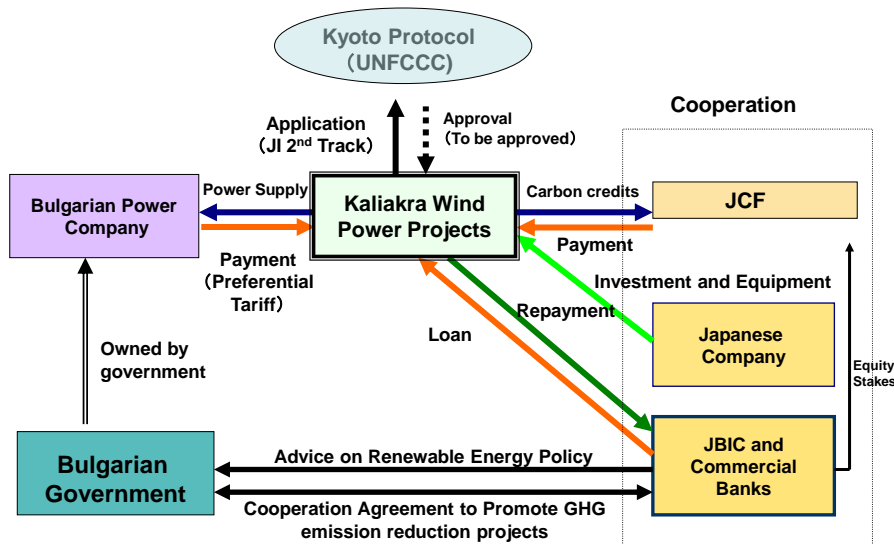 Kyoto Protocol
（UNFCCC）
Cooperation
Application
（JI 2nd Track）
Approval
（To be approved）
Bulgarian Power
Company
Power Supply
Kaliakra Wind
Power Projects
Carbon credits
JCF
Payment
（Preferential
Tariff）
Payment
Investment and Equipment
Repayment
Loan
Japanese
Company
Owned by
government
Equity
Stakes
Bulgarian
Government
Advice on Renewable Energy Policy
JBIC and
Commercial
Banks
Cooperation Agreement to Promote GHG
emission reduction projects